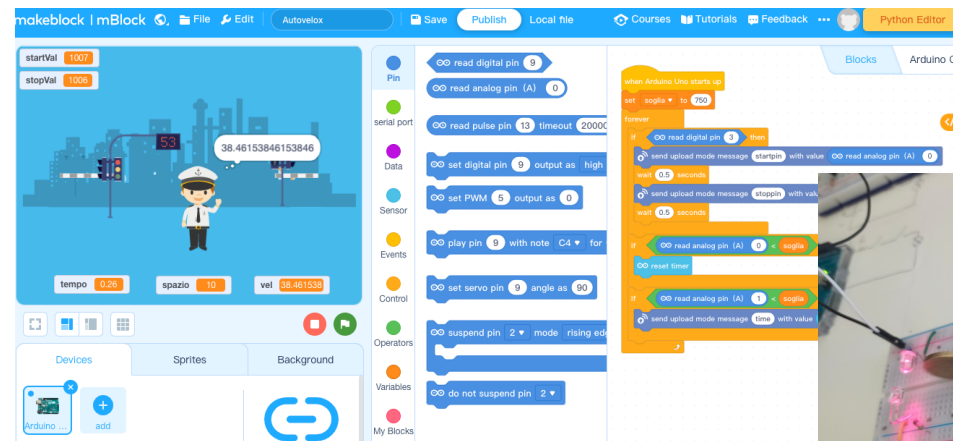 makeblock | mBlock File Edit Autovelox Save Publish Local file Courses Tutorials Feedback ••• Python Editor
startVal 1007
stopVal 1006
53
38.46153846153846
tempo 0.26 spazio 10 vel 38.461538
Devices Sprites Background
Arduino ...
add
Pin
serial port
Data
Sensor
Events
Control
Operators
Variables
My Blocks
read digital pin 9
read analog pin (A) 0
read pulse pin 13 timeout 20000
set digital pin 9 output as high
set PWM 5 output as 0
play pin 9 with note C4 for
set servo pin 9 angle as 90
suspend pin 2 mode rising edg
do not suspend pin 2
Blocks Arduino C
when Arduino Uno starts up
set soglia to 750
forever
if read digital pin 3 then
send upload mode message startpin with value read analog pin (A) 0
wait 0.5 seconds
send upload mode message stoppin with valu
wait 0.5 seconds
if read analog pin (A) 0 < soglia
reset timer
if read analog pin (A) 1 < soglia
send upload mode message time with value